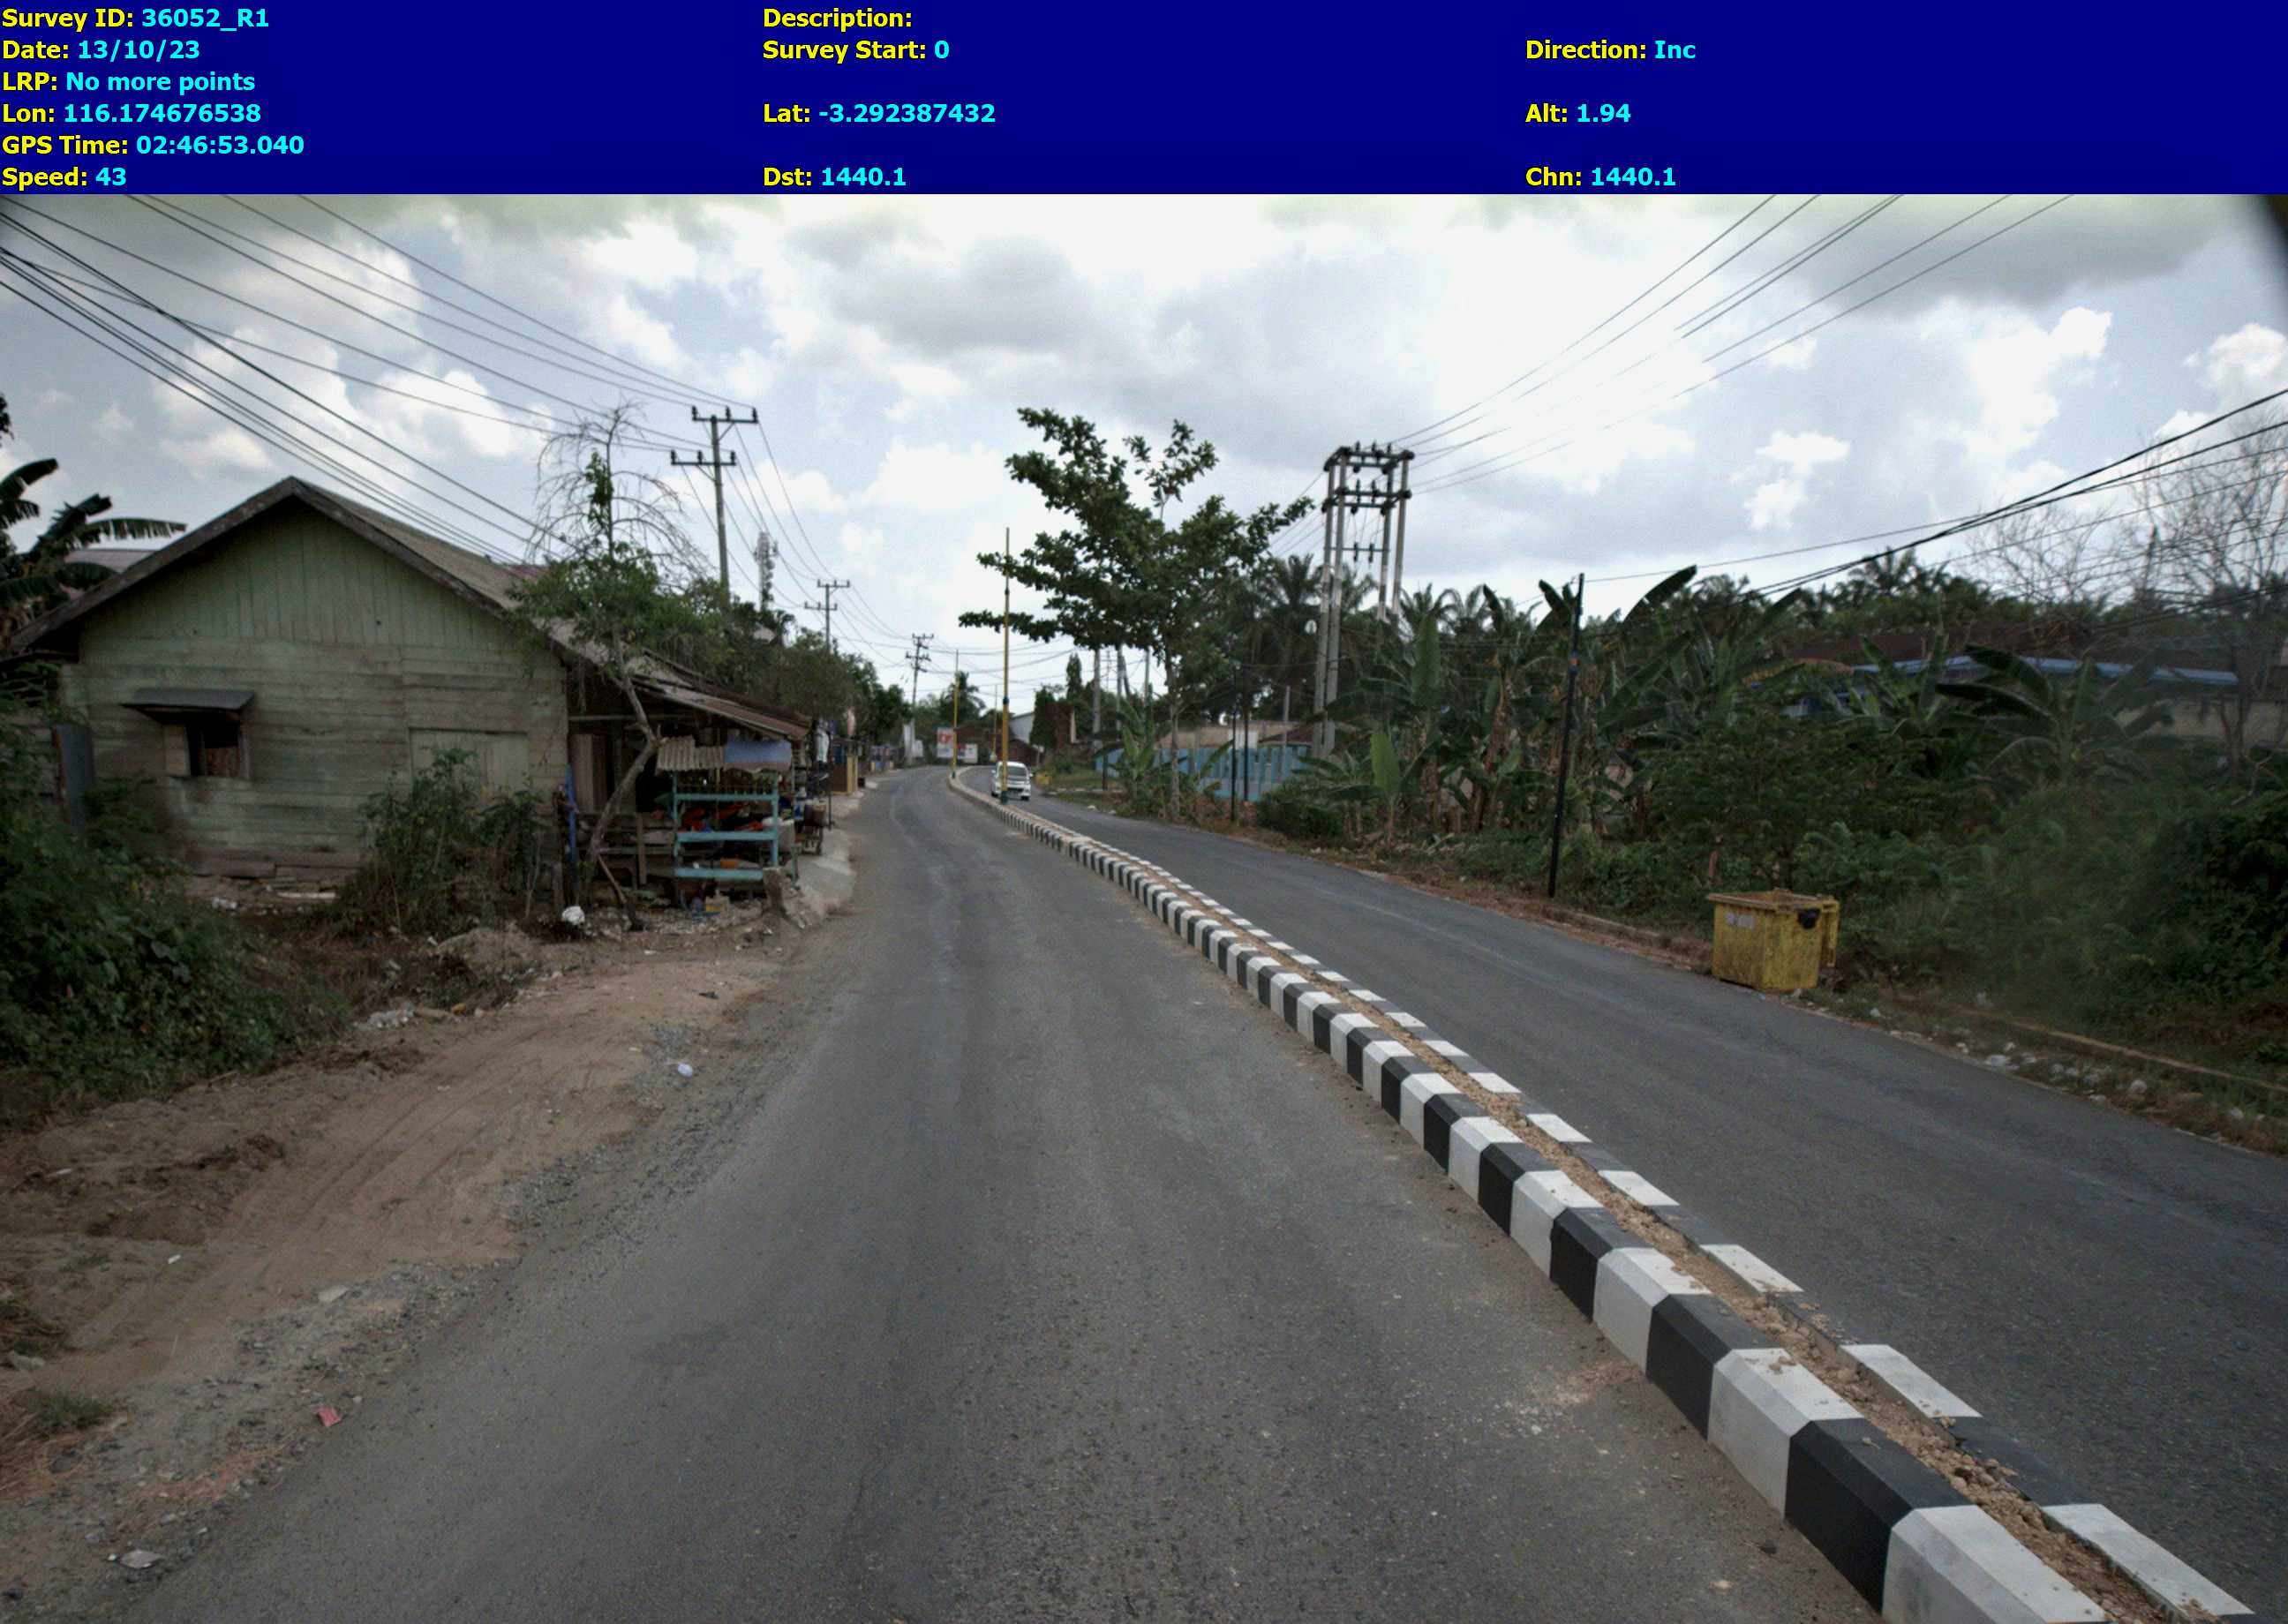 Survey ID: 36052_R1
Description:
Date: 13/10/23
Survey Start: 0
Direction: Inc
LRP: No more points
Lon: 116.174676538
Lat: -3.292387432
Alt: 1.94
GPS Time: 02:46:53.040
Speed: 43
Dst: 1440.1
Chn: 1440.1